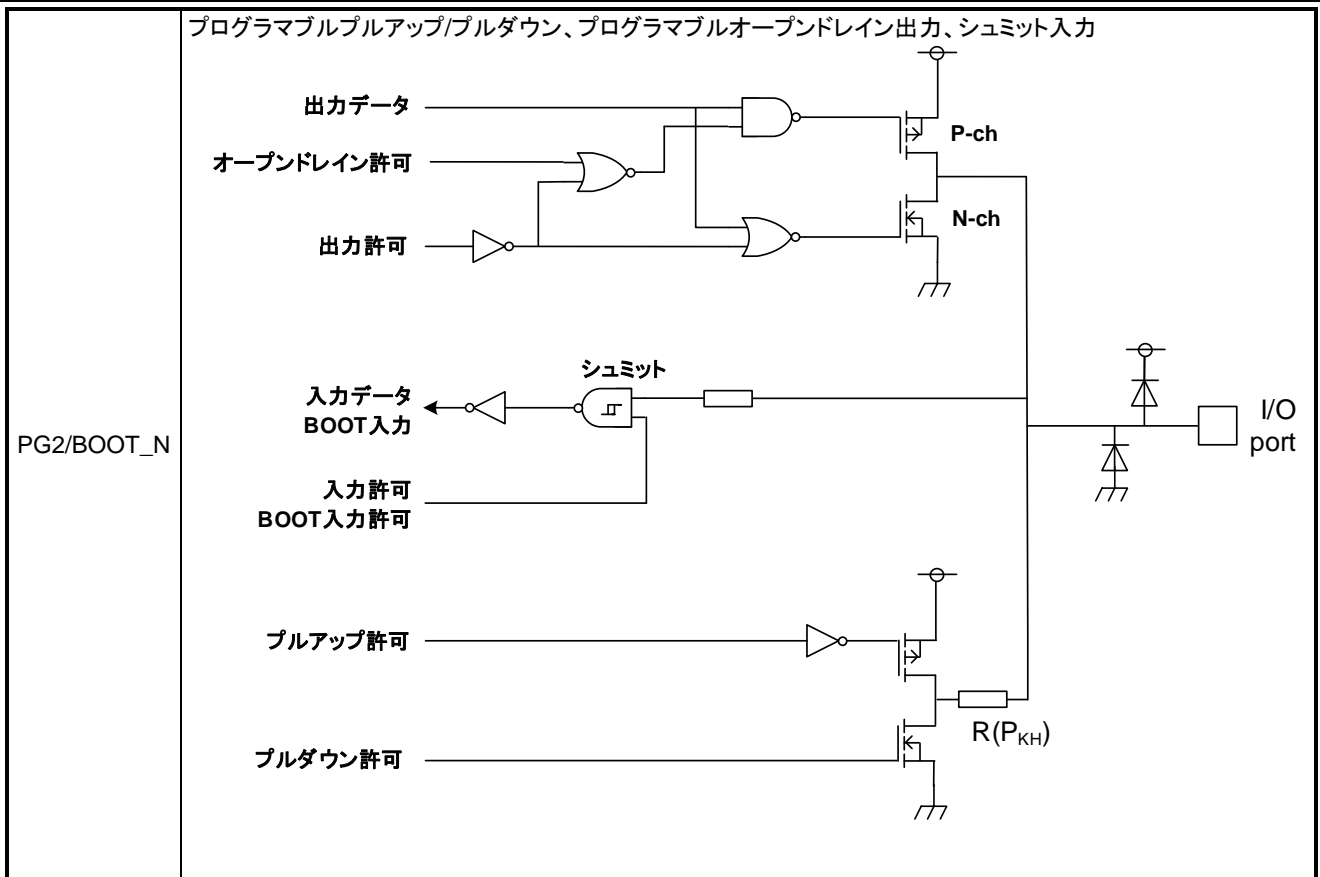 プログラマブルプルアップ/プルダウン、プログラマブルオープンドレイン出力、シュミット入力
出力データ
P-ch
オープンドレイン許可
N-ch
出力許可
シュミット
入力データ
BOOT入力
I/O
port
PG2/BOOT_N
入力許可
BOOT入力許可
プルアップ許可
R(PKH)
プルダウン許可